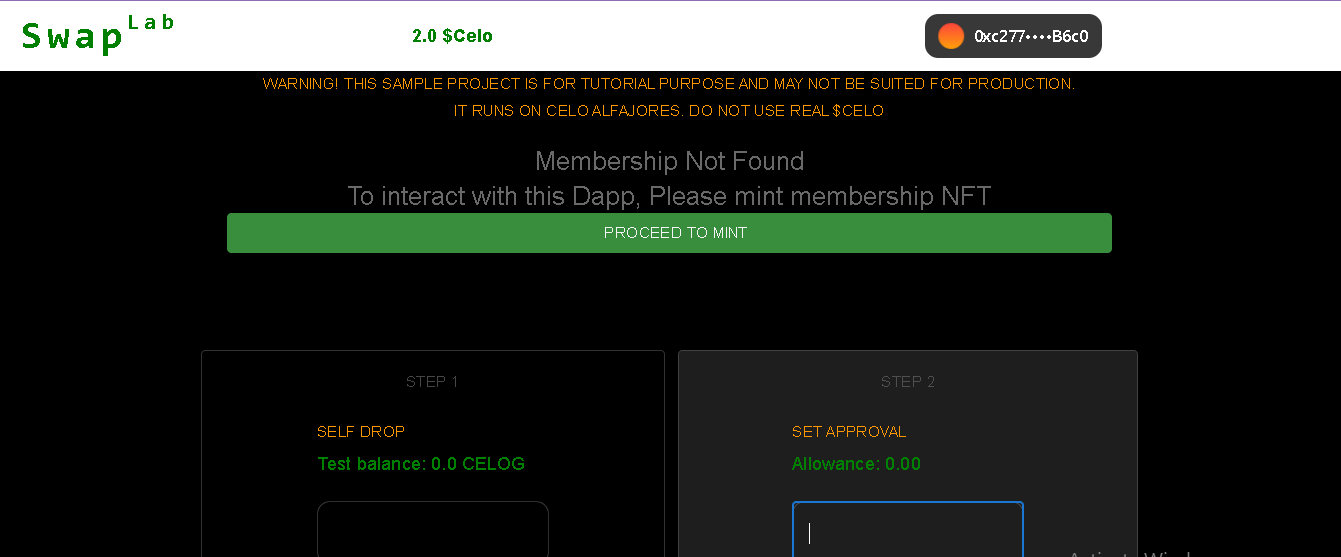 Swap Lab
2.0 $Celo
0xc277••••B6c0
WARNING! THIS SAMPLE PROJECT IS FOR TUTORIAL PURPOSE AND MAY NOT BE SUITED FOR PRODUCTION.
IT RUNS ON CELO ALFAJORES. DO NOT USE REAL $CELO
Membership Not Found
To interact with this Dapp, Please mint membership NFT
PROCEED TO MINT
STEP 1
SELF DROP
Test balance: 0.0 CELOG
STEP 2
SET APPROVAL
Allowance: 0.00